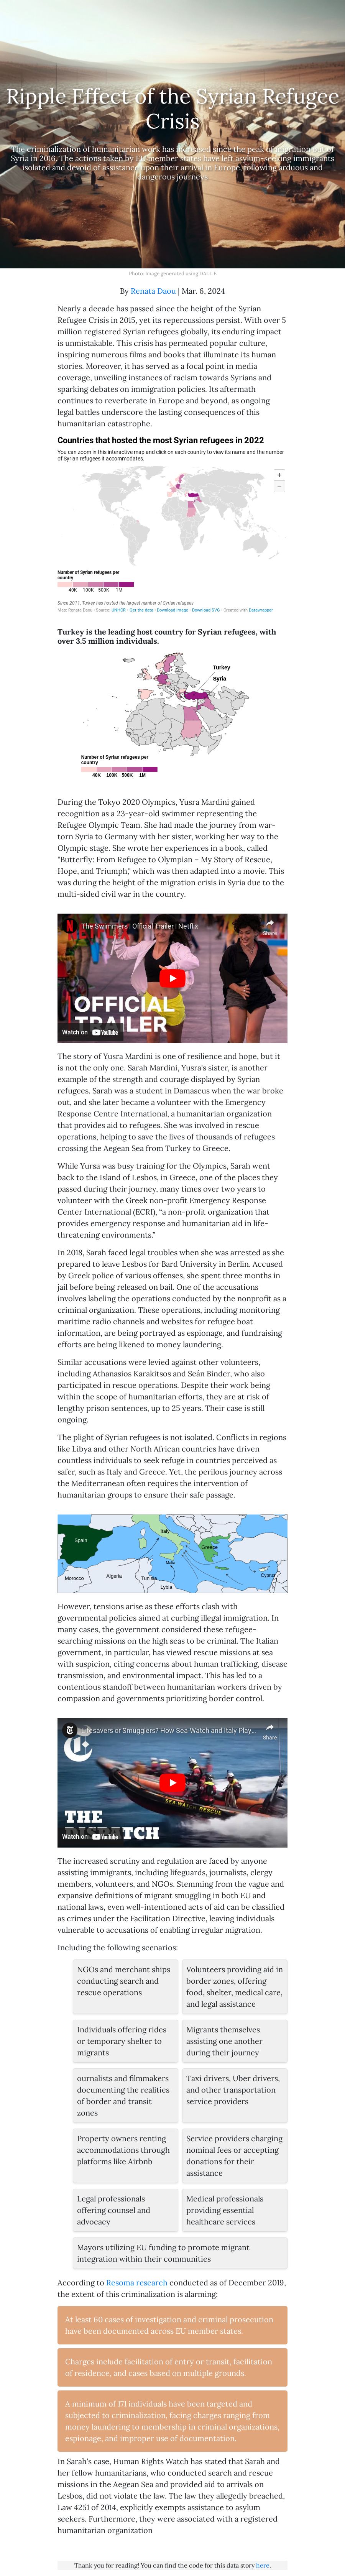 Ripple Effect of the Syrian Refugee
Crisis
The criminalization of humanitarian work has increased since the peak of migration out of
Syria in 2016. The actions taken by EU member states have left asylum-seeking immigrants
isolated and devoid of assistance upon their arrival in Europe, following arduous and
dangerous journeys
Photo: Image generated using DALL.E
By Renata Daou | Mar. 6, 2024
Nearly a decade has passed since the height of the Syrian
Refugee Crisis in 2015, yet its repercussions persist. With over 5
million registered Syrian refugees globally, its enduring impact
is unmistakable. This crisis has permeated popular culture,
inspiring numerous films and books that illuminate its human
stories. Moreover, it has served as a focal point in media
coverage, unveiling instances of racism towards Syrians and
sparking debates on immigration policies. Its aftermath
continues to reverberate in Europe and beyond, as ongoing
legal battles underscore the lasting consequences of this
humanitarian catastrophe.
Countries that hosted the most Syrian refugees in 2022
You can zoom in this interactive map and click on each country to view its name and the number
of Syrian refugees it accommodates.
+
−
Number of Syrian refugees per
country
40K 100K 500K 1M
Since 2011, Turkey has hosted the largest number of Syrian refugees
Map: Renata Daou • Source: UNHCR • Get the data • Download image • Download SVG • Created with Datawrapper
Turkey is the leading host country for Syrian refugees, with
over 3.5 million individuals.
Turkey
Syria
Number of Syrian refugees per
country
40K 100K 500K 1M
During the Tokyo 2020 Olympics, Yusra Mardini gained
recognition as a 23-year-old swimmer representing the
Refugee Olympic Team. She had made the journey from war-
torn Syria to Germany with her sister, working her way to the
Olympic stage. She wrote her experiences in a book, called
"Butterfly: From Refugee to Olympian – My Story of Rescue,
Hope, and Triumph," which was then adapted into a movie. This
was during the height of the migration crisis in Syria due to the
multi-sided civil war in the country.
The Swimmers | Official Trailer | Netflix
Share
NETFLIX
OFFICIAL
TRAILER
Watch on YouTube
The story of Yusra Mardini is one of resilience and hope, but it
is not the only one. Sarah Mardini, Yusra's sister, is another
example of the strength and courage displayed by Syrian
refugees. Sarah was a student in Damascus when the war broke
out, and she later became a volunteer with the Emergency
Response Centre International, a humanitarian organization
that provides aid to refugees. She was involved in rescue
operations, helping to save the lives of thousands of refugees
crossing the Aegean Sea from Turkey to Greece.
While Yursa was busy training for the Olympics, Sarah went
back to the Island of Lesbos, in Greece, one of the places they
passed during their journey, many times over two years to
volunteer with the Greek non-profit Emergency Response
Center International (ECRI), “a non-profit organization that
provides emergency response and humanitarian aid in life-
threatening environments.”
In 2018, Sarah faced legal troubles when she was arrested as she
prepared to leave Lesbos for Bard University in Berlin. Accused
by Greek police of various offenses, she spent three months in
jail before being released on bail. One of the accusations
involves labeling the operations conducted by the nonprofit as a
criminal organization. These operations, including monitoring
maritime radio channels and websites for refugee boat
information, are being portrayed as espionage, and fundraising
efforts are being likened to money laundering.
Similar accusations were levied against other volunteers,
including Athanasios Karakitsos and Seán Binder, who also
participated in rescue operations. Despite their work being
within the scope of humanitarian efforts, they are at risk of
lengthy prison sentences, up to 25 years. Their case is still
ongoing.
The plight of Syrian refugees is not isolated. Conflicts in regions
like Libya and other North African countries have driven
countless individuals to seek refuge in countries perceived as
safer, such as Italy and Greece. Yet, the perilous journey across
the Mediterranean often requires the intervention of
humanitarian groups to ensure their safe passage.
Spain
Italy
Greece
Malta
Cyprus
Morocco
Algeria
Tunisia
Lybia
However, tensions arise as these efforts clash with
governmental policies aimed at curbing illegal immigration. In
many cases, the government considered these refugee-
searching missions on the high seas to be criminal. The Italian
government, in particular, has viewed rescue missions at sea
with suspicion, citing concerns about human trafficking, disease
transmission, and environmental impact. This has led to a
contentious standoff between humanitarian workers driven by
compassion and governments prioritizing border control.
Lifesavers or Smugglers? How Sea-Watch and Italy Play...
Share
SEA-WATCH RESCUE
THE
DISPATCH
Watch on YouTube
The increased scrutiny and regulation are faced by anyone
assisting immigrants, including lifeguards, journalists, clergy
members, volunteers, and NGOs. Stemming from the vague and
expansive definitions of migrant smuggling in both EU and
national laws, even well-intentioned acts of aid can be classified
as crimes under the Facilitation Directive, leaving individuals
vulnerable to accusations of enabling irregular migration.
Including the following scenarios:
NGOs and merchant ships
conducting search and
rescue operations
Volunteers providing aid in
border zones, offering
food, shelter, medical care,
and legal assistance
Individuals offering rides
or temporary shelter to
migrants
Migrants themselves
assisting one another
during their journey
ournalists and filmmakers
documenting the realities
of border and transit
zones
Taxi drivers, Uber drivers,
and other transportation
service providers
Property owners renting
accommodations through
platforms like Airbnb
Service providers charging
nominal fees or accepting
donations for their
assistance
Legal professionals
offering counsel and
advocacy
Medical professionals
providing essential
healthcare services
Mayors utilizing EU funding to promote migrant
integration within their communities
According to Resoma research conducted as of December 2019,
the extent of this criminalization is alarming:
At least 60 cases of investigation and criminal prosecution
have been documented across EU member states.
Charges include facilitation of entry or transit, facilitation
of residence, and cases based on multiple grounds.
A minimum of 171 individuals have been targeted and
subjected to criminalization, facing charges ranging from
money laundering to membership in criminal organizations,
espionage, and improper use of documentation.
In Sarah's case, Human Rights Watch has stated that Sarah and
her fellow humanitarians, who conducted search and rescue
missions in the Aegean Sea and provided aid to arrivals on
Lesbos, did not violate the law. The law they allegedly breached,
Law 4251 of 2014, explicitly exempts assistance to asylum
seekers. Furthermore, they were associated with a registered
humanitarian organization
Thank you for reading! You can find the code for this data story here.